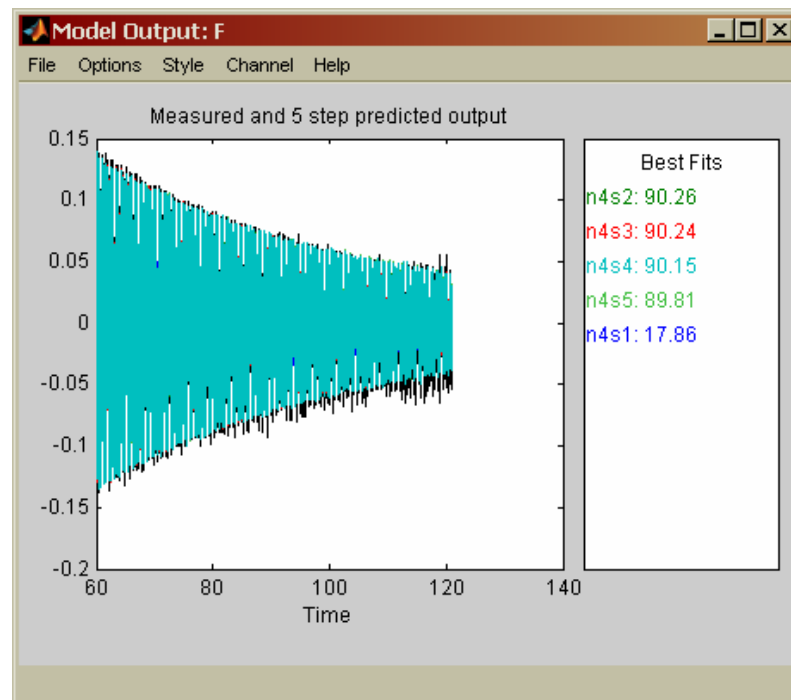 Model Output: F
File Options Style Channel Help
Measured and 5 step predicted output
0.15
0.1
0.05
0
-0.05
-0.1
-0.15
-0.2
60 80 100 120 140
Time
Best Fits
n4s2: 90.26
n4s3: 90.24
n4s4: 90.15
n4s5: 89.81
n4s1: 17.86